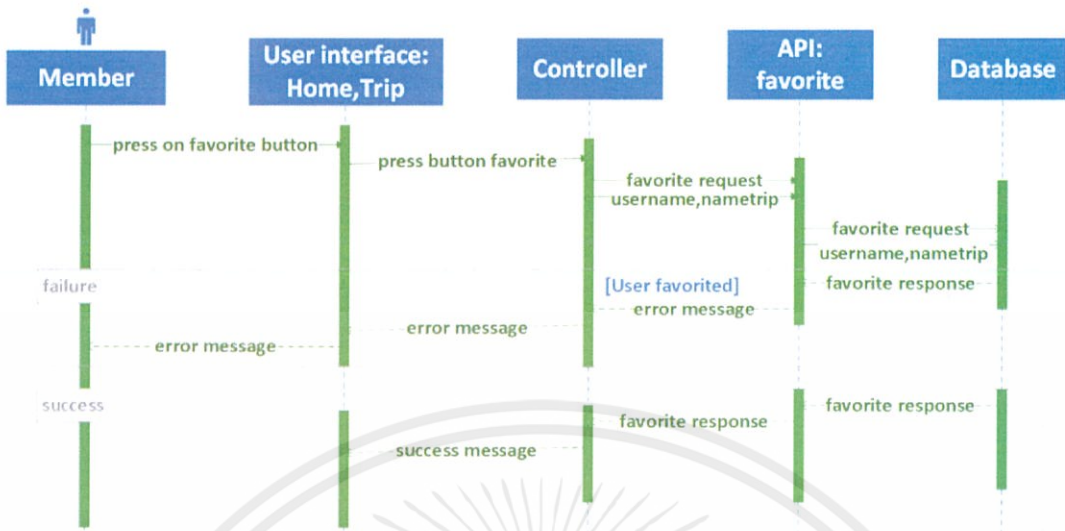 Member
User interface:
Home,Trip
Controller
API:
favorite
Database
press on favorite button
press button favorite
favorite request
username,nametrip
favorite request
username,nametrip
failure
[User favorited]
favorite response
error message
error message
error message
success
favorite response
favorite response
success message